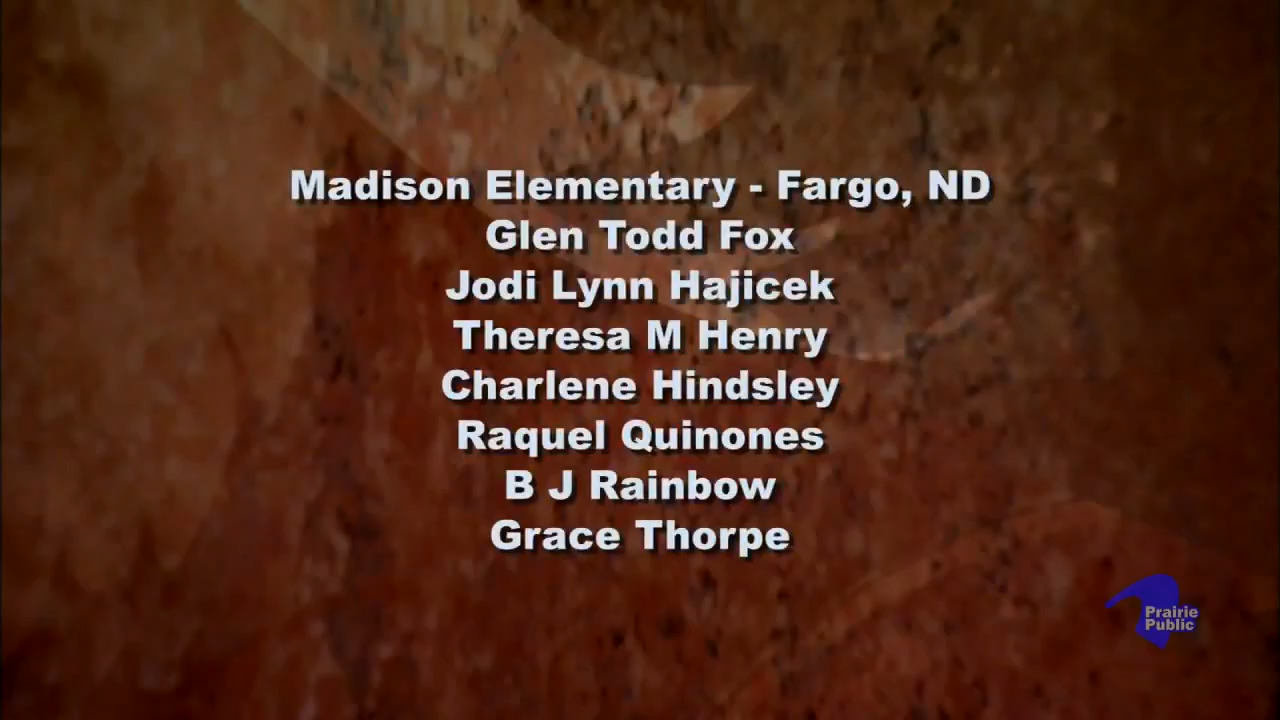 Madison Elementary - Fargo, ND
Glen Todd Fox
Jodi Lynn Hajicek
Theresa M Henry
Charlene Hindsley
Raquel Quinones
B J Rainbow
Grace Thorpe
Prairie
Public